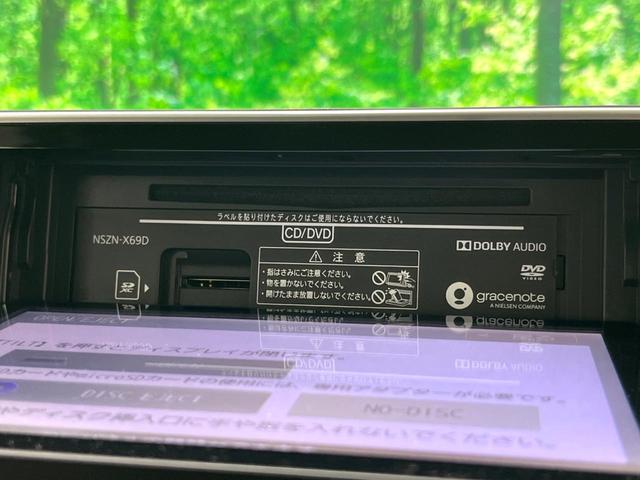 ラベルを貼り付けたディスクはご使用にならないでください。
CD/DVD
NSZN-X69D
DOLBY AUDIO
注 意
・指はさみにご注意ください。
・物を置かないでください。
・開けたまま放置しないでください。
SD
XC
DVD
VIDEO
gracenote
A NIELSEN COMPANY
OPEN/EJECT
DISC EJECT
NO-DISC